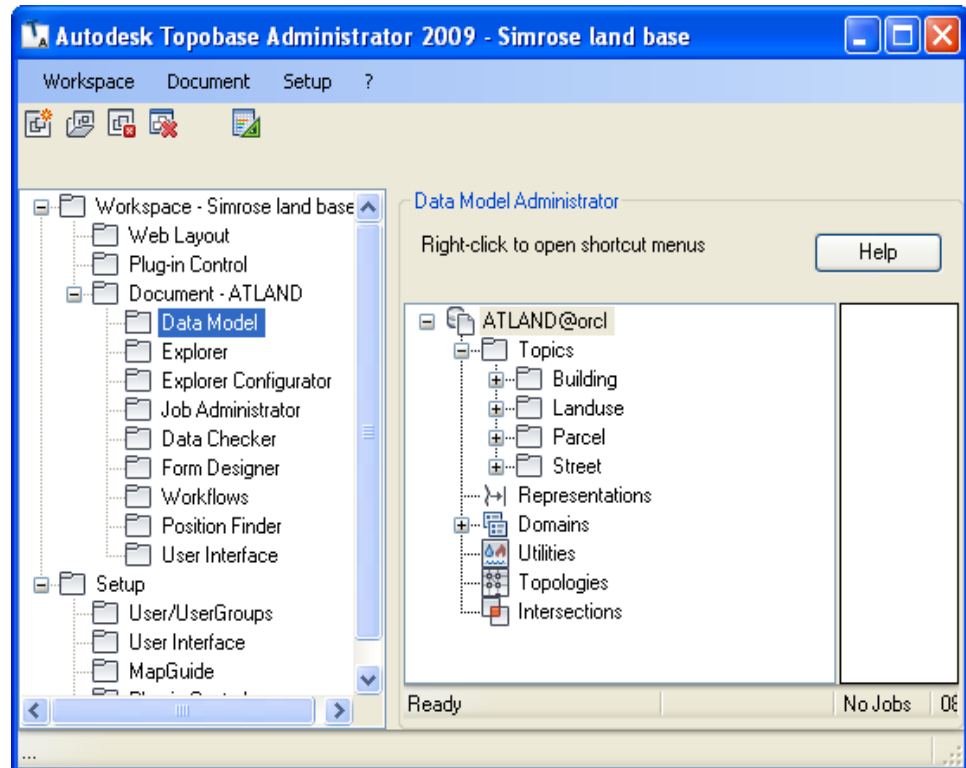 Autodesk Topobase Administrator 2009 - Simrose land base
Workspace Document Setup ?
Workspace - Simrose land base
Web Layout
Plug-in Control
Document - ATLAND
Data Model
Explorer
Explorer Configurator
Job Administrator
Data Checker
Form Designer
Workflows
Position Finder
User Interface
Setup
User/UserGroups
User Interface
MapGuide
Data Model Administrator
Right-click to open shortcut menus
Help
ATLAND@orcl
Topics
Building
Landuse
Parcel
Street
Representations
Domains
Utilities
Topologies
Intersections
Ready
No Jobs
...